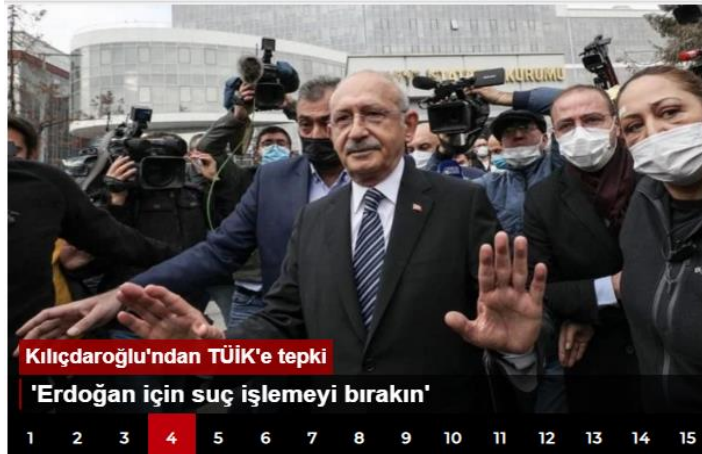 KURUMU
Kılıçdaroğlu'ndan TÜİK'e tepki
'Erdoğan için suç işlemeyi bırakın'
1 2 3 4 5 6 7 8 9 10 11 12 13 14 15